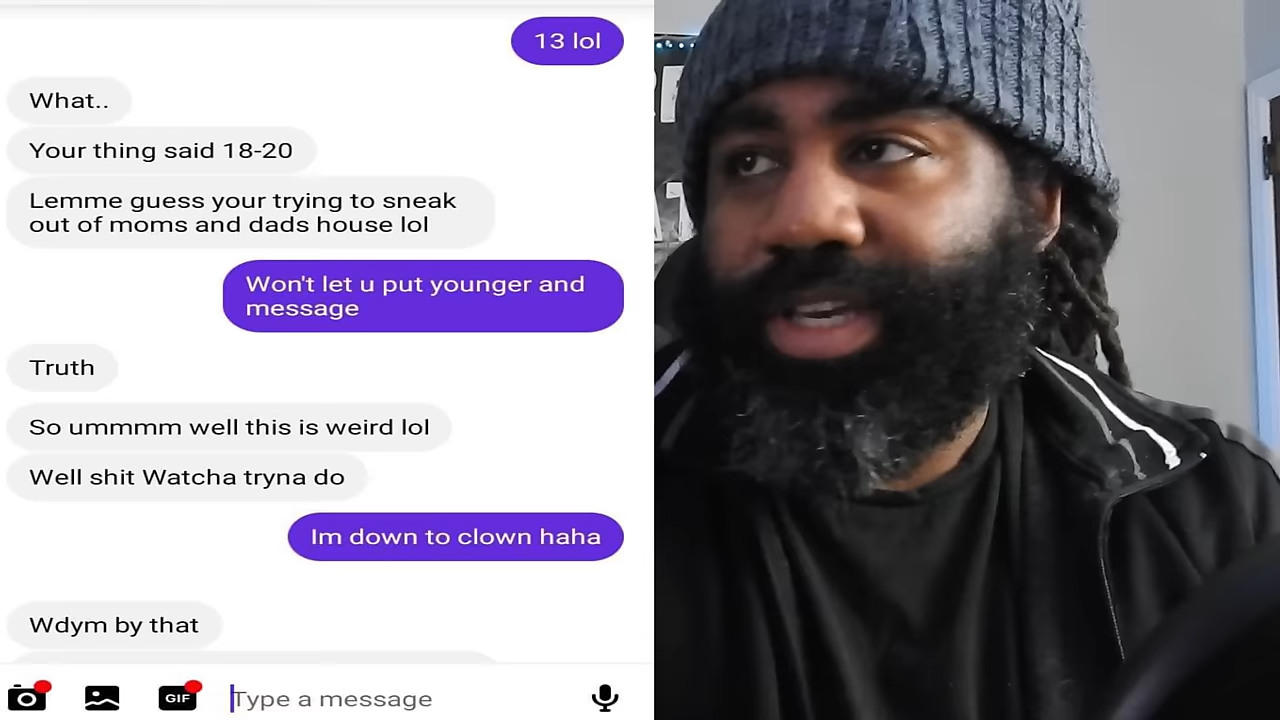 13 lol
What..
Your thing said 18-20
Lemme guess your trying to sneak
out of moms and dads house lol
Won't let u put younger and
message
Truth
So ummmm well this is weird lol
Well shit Watcha tryna do
Im down to clown haha
Wdym by that
GIF
Type a message